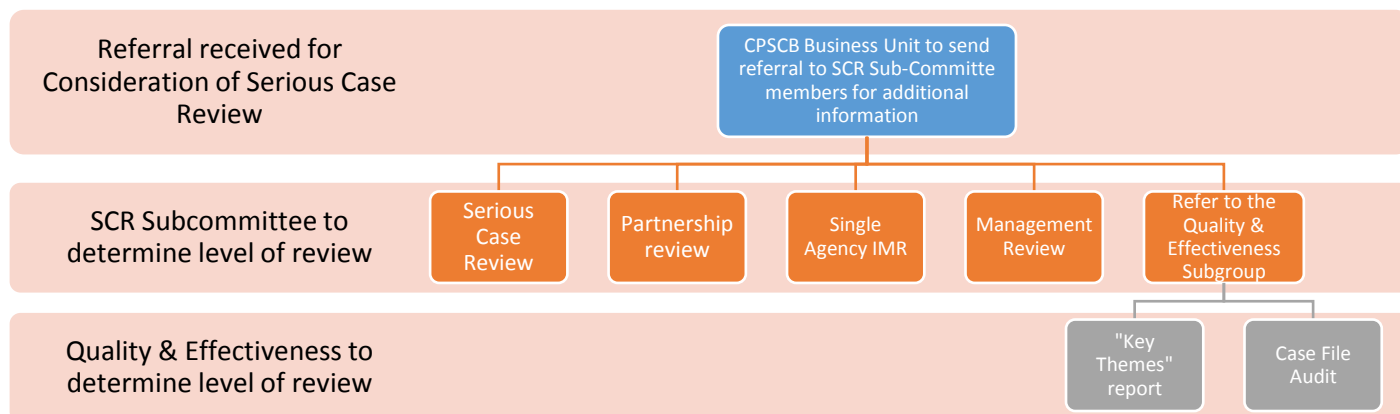 Referral received for
Consideration of Serious Case
Review
CPSCB Business Unit to send
referral to SCR Sub-Committe
members for additional
information
SCR Subcommittee to
determine level of review
Serious
Case
Review
Partnership
review
Single
Agency IMR
Management
Review
Refer to the
Quality &
Effectiveness
Subgroup
Quality & Effectiveness to
determine level of review
"Key
Themes"
report
Case File
Audit